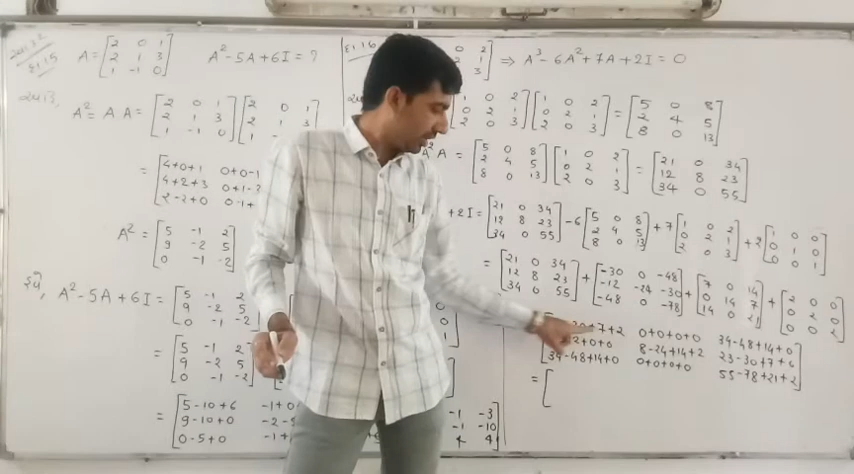 2nd 32 Ex 15 A = [2 0 1 A² - 5A + 6I = ?
2 1 3
1 -1 0]
A² = A A = [2 0 1 [2 0 1
2 1 3 2 1 3
1 -1 0] 1
= [4+0+1 0+0-1
4+2+3 0+1-3
2-2+0 0-1+
A² = [5 -1 2
9 -2 5
0 -1 -2]
A² - 5A + 6I = [5 -1 2
9 -2 5
0 -1 -2]
= [5 -1 2
9 -2 5
0 -1 -2]
= [5-10+6 -1+0
9-10+0 -2-5
0-5+0 -1+
-1 -3
-1 -10
4 4]
Ex.16 0 2 ⇒ A³ - 6A² + 7A + 2I = 0
2 1
3]
[1 0 2 [1 0 2 = [5 0 8
0 2 1 0 2 1 2 4 5
2 0 3] 2 0 3] 8 0 13]
A² A = [5 0 8 [1 0 2 = [21 0 34
2 4 5 0 2 1 12 8 23
8 0 13] 2 0 3] 34 0 55]
+ 2I = [21 0 34 - 6 [5 0 8 + 7 [1 0 2 + 2 [1 0 0
12 8 23 2 4 5 0 2 1 0 1 0
34 0 55] 8 0 13] 2 0 3] 0 0 1]
= [21 0 34 + [-30 0 -48 + [7 0 14 + [2 0 0
12 8 23 -12 -24 -30 0 14 7 0 2 0
34 0 55] -48 0 -78] 14 0 21] 0 0 2]
+7+2 0+0+0+0 34-48+14+0
2+0+0 8-24+14+2 23-30+7+0
34-48+14+0 0+0+0+0 55-78+21+2]
= [